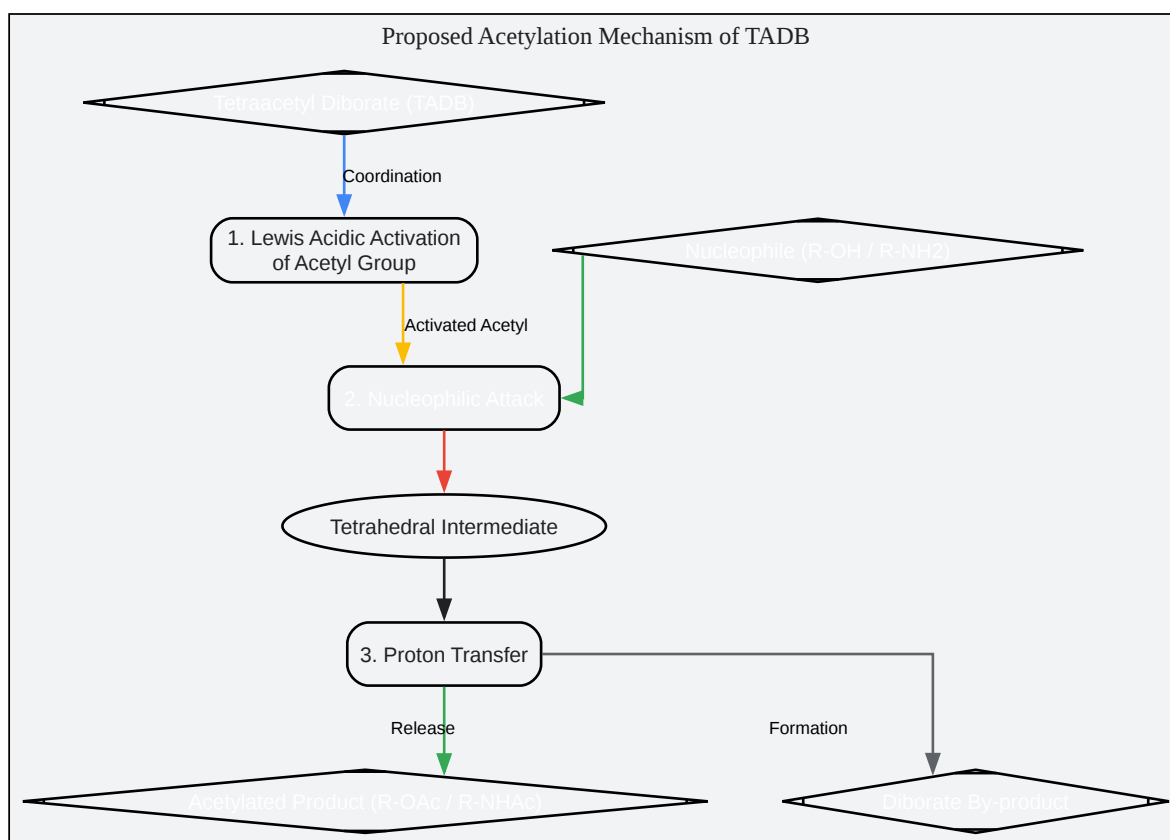 Proposed Acetylation Mechanism of TADB
Tetraacetyl Diborate (TADB)
Coordination
1. Lewis Acidic Activation
of Acetyl Group
Nucleophile (R-OH / R-NH2)
Activated Acetyl
2. Nucleophilic Attack
Tetrahedral Intermediate
3. Proton Transfer
Release
Formation
Acetylated Product (R-OAc / R-NHAc)
Diborate By-product